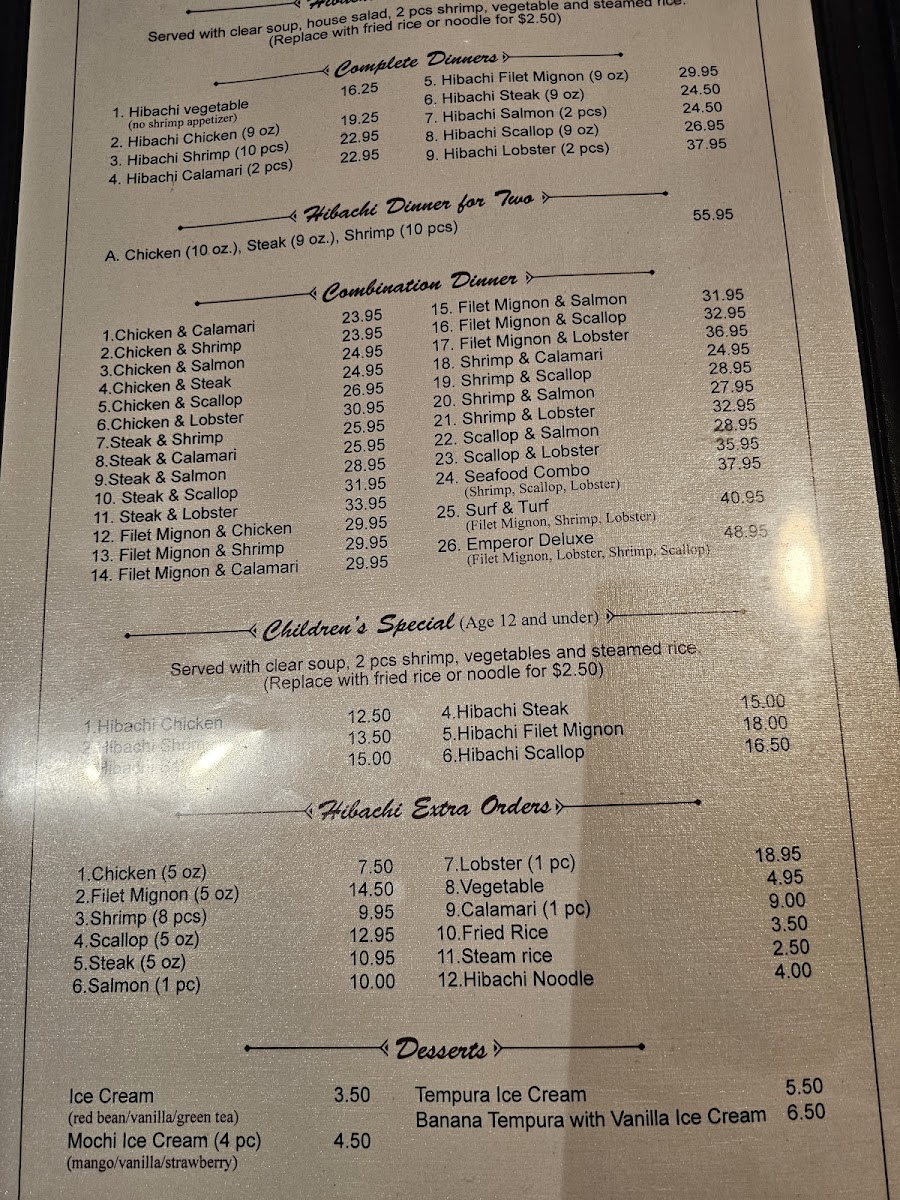 Served with clear soup, house salad, 2 pcs shrimp, vegetable and steamed rice.
(Replace with fried rice or noodle for $2.50)
Complete Dinners
1. Hibachi vegetable 16.25
(no shrimp appetizer)
2. Hibachi Chicken (9 oz) 19.25
3. Hibachi Shrimp (10 pcs) 22.95
4. Hibachi Calamari (2 pcs) 22.95
5. Hibachi Filet Mignon (9 oz) 29.95
6. Hibachi Steak (9 oz) 24.50
7. Hibachi Salmon (2 pcs) 24.50
8. Hibachi Scallop (9 oz) 26.95
9. Hibachi Lobster (2 pcs) 37.95
Hibachi Dinner for Two
A. Chicken (10 oz.), Steak (9 oz.), Shrimp (10 pcs) 55.95
Combination Dinner
1.Chicken & Calamari 23.95
2.Chicken & Shrimp 23.95
3.Chicken & Salmon 24.95
4.Chicken & Steak 24.95
5.Chicken & Scallop 26.95
6.Chicken & Lobster 30.95
7.Steak & Shrimp 25.95
8.Steak & Calamari 25.95
9.Steak & Salmon 28.95
10. Steak & Scallop 31.95
11. Steak & Lobster 33.95
12. Filet Mignon & Chicken 29.95
13. Filet Mignon & Shrimp 29.95
14. Filet Mignon & Calamari 29.95
15. Filet Mignon & Salmon 31.95
16. Filet Mignon & Scallop 32.95
17. Filet Mignon & Lobster 36.95
18. Shrimp & Calamari 24.95
19. Shrimp & Scallop 28.95
20. Shrimp & Salmon 27.95
21. Shrimp & Lobster 32.95
22. Scallop & Salmon 28.95
23. Scallop & Lobster 35.95
24. Seafood Combo 37.95
(Shrimp, Scallop, Lobster)
25. Surf & Turf 40.95
(Filet Mignon, Shrimp, Lobster)
26. Emperor Deluxe 48.95
(Filet Mignon, Lobster, Shrimp, Scallop)
Children's Special (Age 12 and under)
Served with clear soup, 2 pcs shrimp, vegetables and steamed rice.
(Replace with fried rice or noodle for $2.50)
1.Hibachi Chicken 12.50
2.Hibachi Shrimp 13.50
Hibachi 15.00
4.Hibachi Steak 15.00
5.Hibachi Filet Mignon 18.00
6.Hibachi Scallop 16.50
Hibachi Extra Orders
1.Chicken (5 oz) 7.50
2.Filet Mignon (5 oz) 14.50
3.Shrimp (8 pcs) 9.95
4.Scallop (5 oz) 12.95
5.Steak (5 oz) 10.95
6.Salmon (1 pc) 10.00
7.Lobster (1 pc) 18.95
8.Vegetable 4.95
9.Calamari (1 pc) 9.00
10.Fried Rice 3.50
11.Steam rice 2.50
12.Hibachi Noodle 4.00
Desserts
Ice Cream 3.50
(red bean/vanilla/green tea)
Mochi Ice Cream (4 pc) 4.50
(mango/vanilla/strawberry)
Tempura Ice Cream 5.50
Banana Tempura with Vanilla Ice Cream 6.50